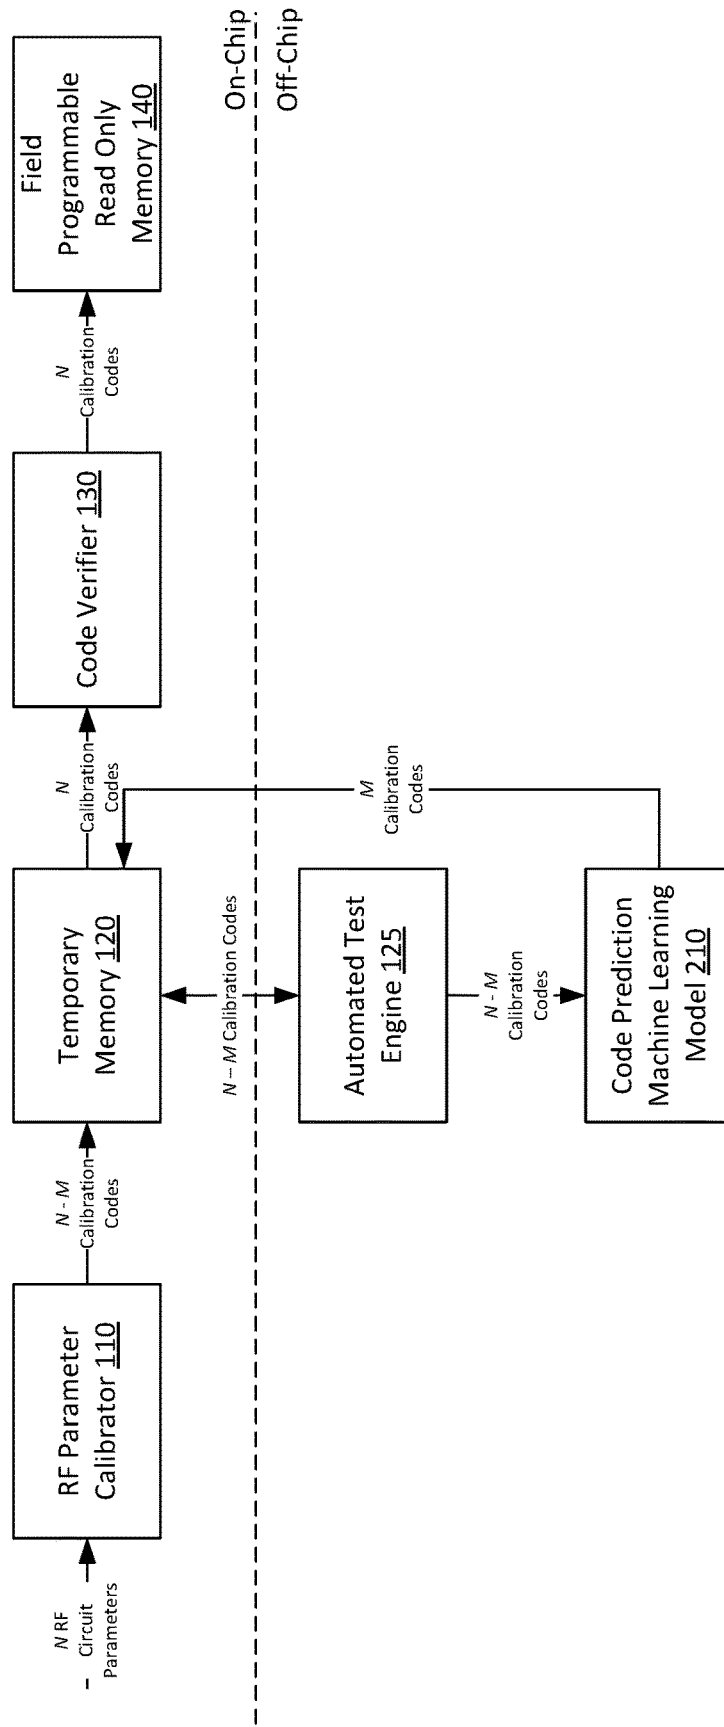 N RF
Circuit
Parameters
RF Parameter
Calibrator 110
N - M
Calibration
Codes
Temporary
Memory 120
N
Calibration
Codes
Code Verifier 130
N
Calibration
Codes
Field
Programmable
Read Only
Memory 140
On-Chip
Off-Chip
N – M Calibration Codes
Automated Test
Engine 125
N - M
Calibration
Codes
M
Calibration
Codes
Code Prediction
Machine Learning
Model 210